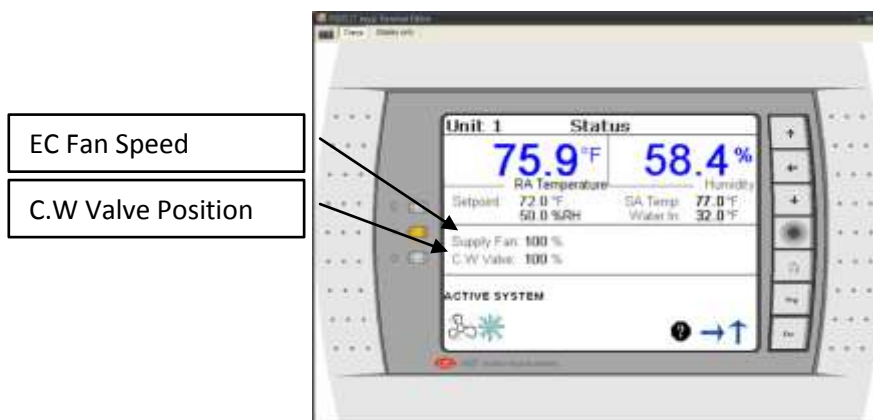 Unit 1 Status
75.9 °F 58.4 %
RA Temperature Humidity
Setpoint 72.0 °F SA Temp 77.0 °F
50.0 %RH Water In 32.0 °F
EC Fan Speed
C.W Valve Position
Supply Fan: 100 %
C.W Valve: 100 %
ACTIVE SYSTEM
?